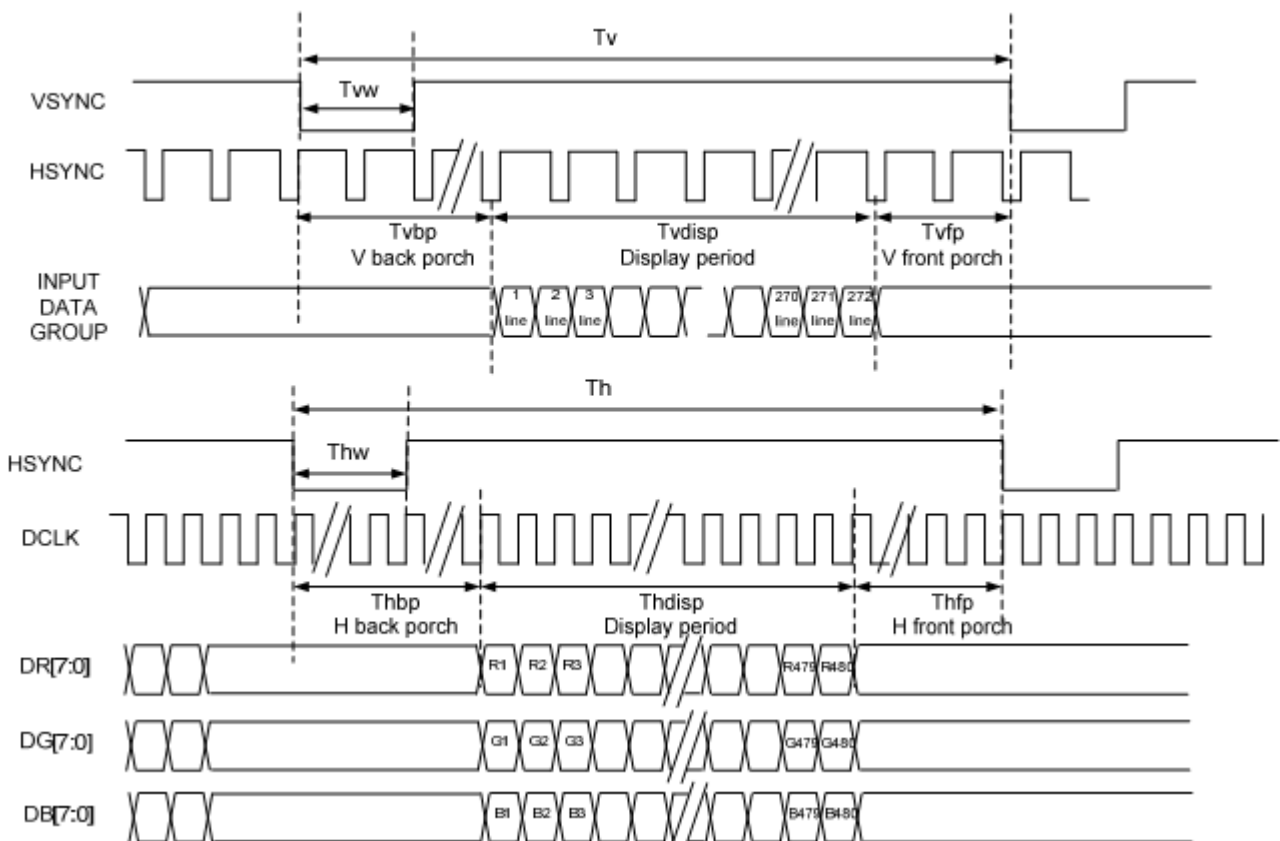 Tv
VSYNC
Tvw
HSYNC
Tvbp
V back porch
Tvdisp
Display period
Tvfp
V front porch
INPUT
DATA
GROUP
1
line
2
line
3
line
270
line
271
line
272
line
Th
HSYNC
Thw
DCLK
Thbp
H back porch
Thdisp
Display period
Thfp
H front porch
DR[7:0] R1 R2 R3 R479 R480
DG[7:0] G1 G2 G3 G479 G480
DB[7:0] B1 B2 B3 B479 B480